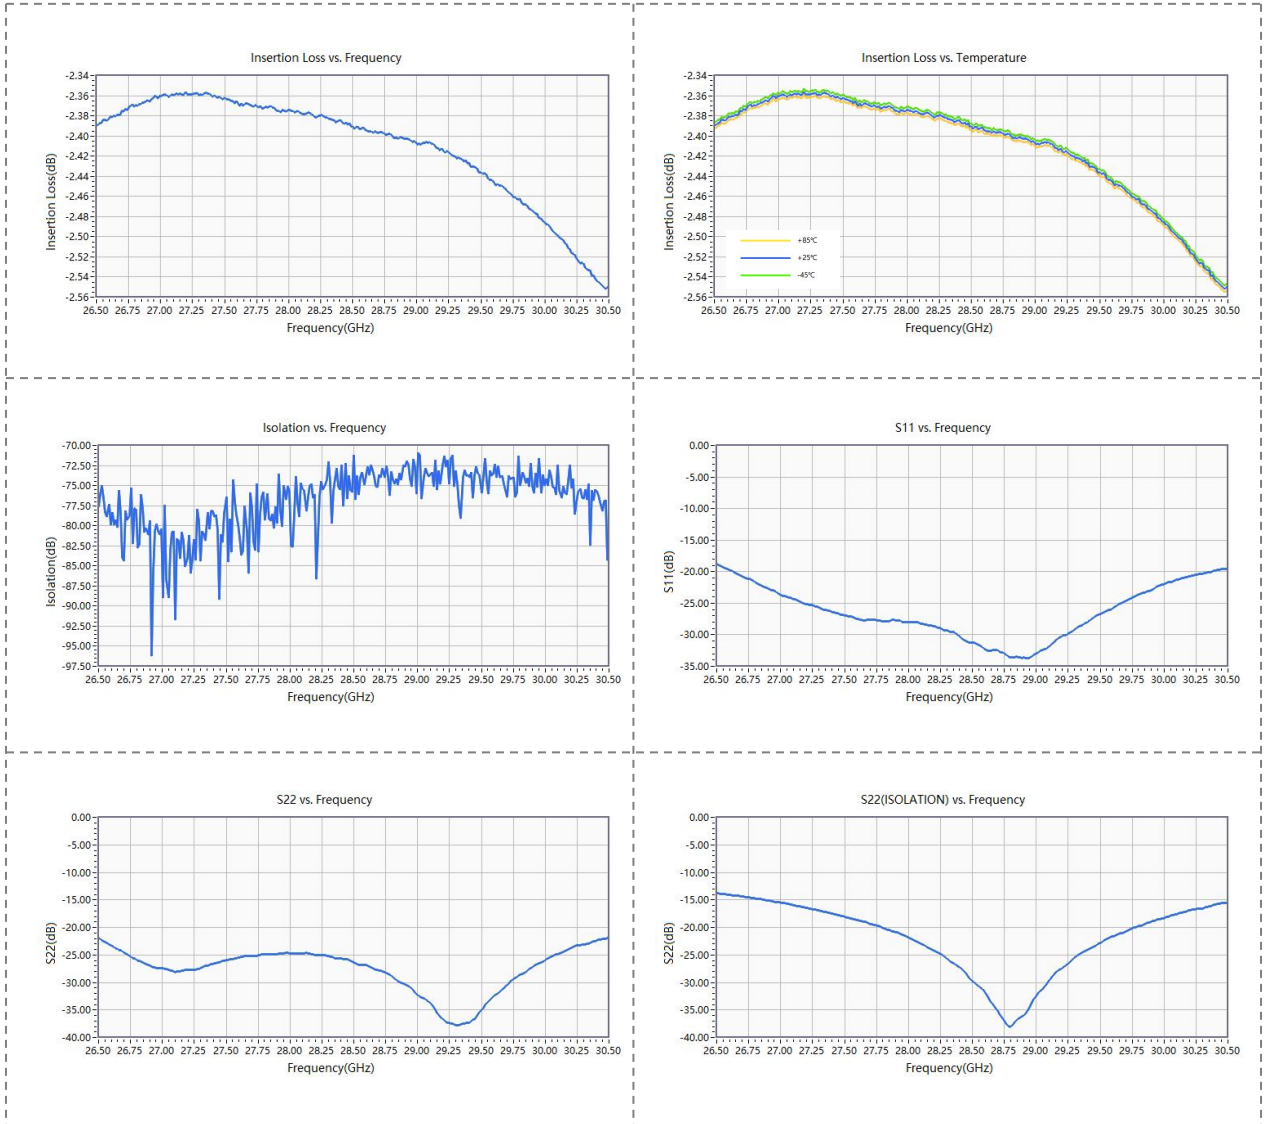 Insertion Loss vs. Frequency
Insertion Loss(dB)
-2.34
-2.36
-2.38
-2.40
-2.42
-2.44
-2.46
-2.48
-2.50
-2.52
-2.54
-2.56
26.50 26.75 27.00 27.25 27.50 27.75 28.00 28.25 28.50 28.75 29.00 29.25 29.50 29.75 30.00 30.25 30.50
Frequency(GHz)
Insertion Loss vs. Temperature
Insertion Loss(dB)
-2.34
-2.36
-2.38
-2.40
-2.42
-2.44
-2.46
-2.48
-2.50
-2.52
-2.54
-2.56
+85℃
+25℃
-45℃
26.50 26.75 27.00 27.25 27.50 27.75 28.00 28.25 28.50 28.75 29.00 29.25 29.50 29.75 30.00 30.25 30.50
Frequency(GHz)
Isolation vs. Frequency
Isolation(dB)
-70.00
-72.50
-75.00
-77.50
-80.00
-82.50
-85.00
-87.50
-90.00
-92.50
-95.00
-97.50
26.50 26.75 27.00 27.25 27.50 27.75 28.00 28.25 28.50 28.75 29.00 29.25 29.50 29.75 30.00 30.25 30.50
Frequency(GHz)
S11 vs. Frequency
S11(dB)
0.00
-5.00
-10.00
-15.00
-20.00
-25.00
-30.00
-35.00
26.50 26.75 27.00 27.25 27.50 27.75 28.00 28.25 28.50 28.75 29.00 29.25 29.50 29.75 30.00 30.25 30.50
Frequency(GHz)
S22 vs. Frequency
S22(dB)
0.00
-5.00
-10.00
-15.00
-20.00
-25.00
-30.00
-35.00
-40.00
26.50 26.75 27.00 27.25 27.50 27.75 28.00 28.25 28.50 28.75 29.00 29.25 29.50 29.75 30.00 30.25 30.50
Frequency(GHz)
S22(ISOLATION) vs. Frequency
S22(dB)
0.00
-5.00
-10.00
-15.00
-20.00
-25.00
-30.00
-35.00
-40.00
26.50 26.75 27.00 27.25 27.50 27.75 28.00 28.25 28.50 28.75 29.00 29.25 29.50 29.75 30.00 30.25 30.50
Frequency(GHz)